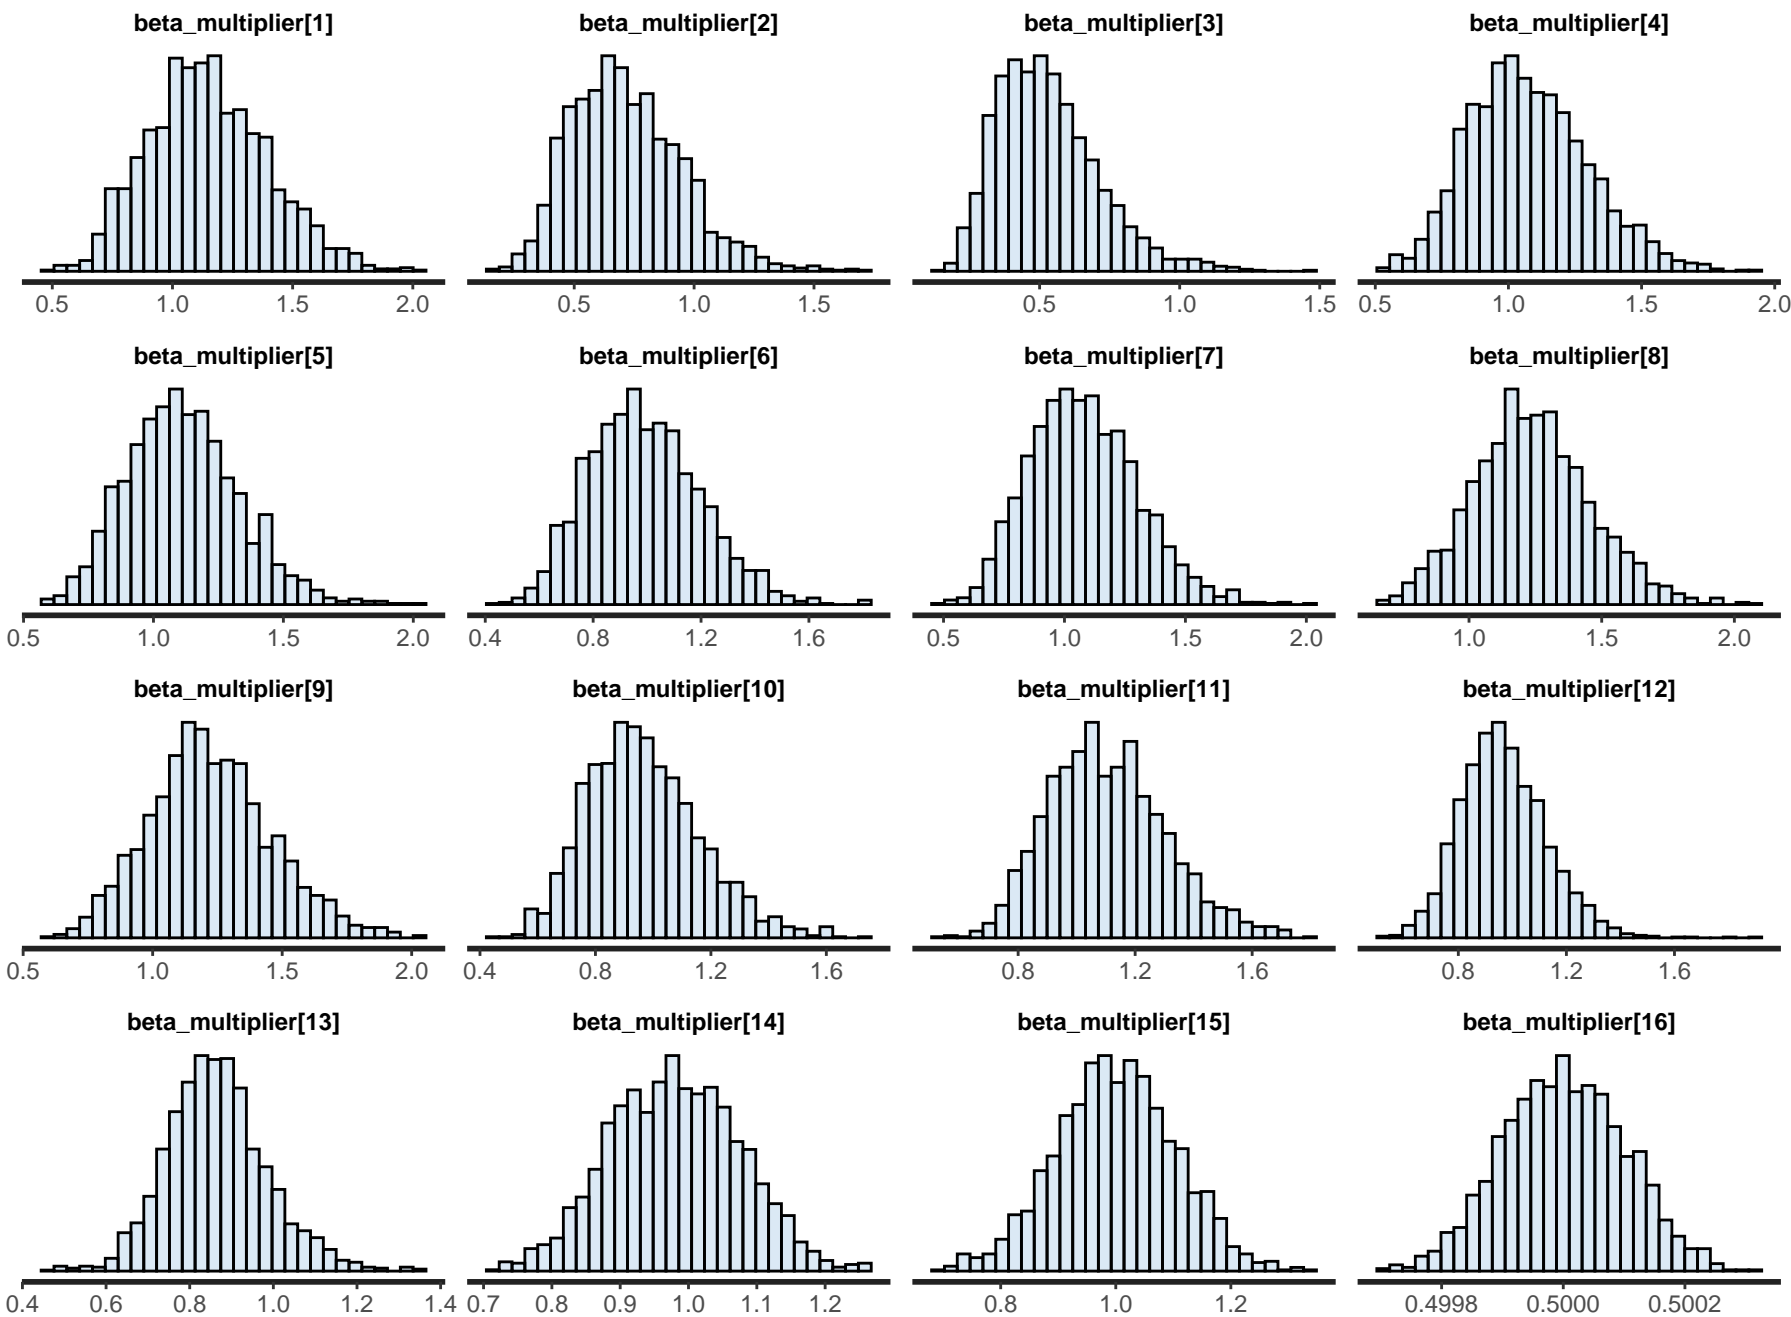 beta_multiplier[1] beta_multiplier[2] beta_multiplier[3] beta_multiplier[4]
0.5 1.0 1.5 2.0 0.5 1.0 1.5 0.5 1.0 1.5 0.5 1.0 1.5 2.0
beta_multiplier[5] beta_multiplier[6] beta_multiplier[7] beta_multiplier[8]
0.5 1.0 1.5 2.0 0.4 0.8 1.2 1.6 0.5 1.0 1.5 2.0 1.0 1.5 2.0
beta_multiplier[9] beta_multiplier[10] beta_multiplier[11] beta_multiplier[12]
0.5 1.0 1.5 2.0 0.4 0.8 1.2 1.6 0.8 1.2 1.6 0.8 1.2 1.6
beta_multiplier[13] beta_multiplier[14] beta_multiplier[15] beta_multiplier[16]
0.4 0.6 0.8 1.0 1.2 1.4 0.7 0.8 0.9 1.0 1.1 1.2 0.8 1.0 1.2 0.4998 0.5000 0.5002